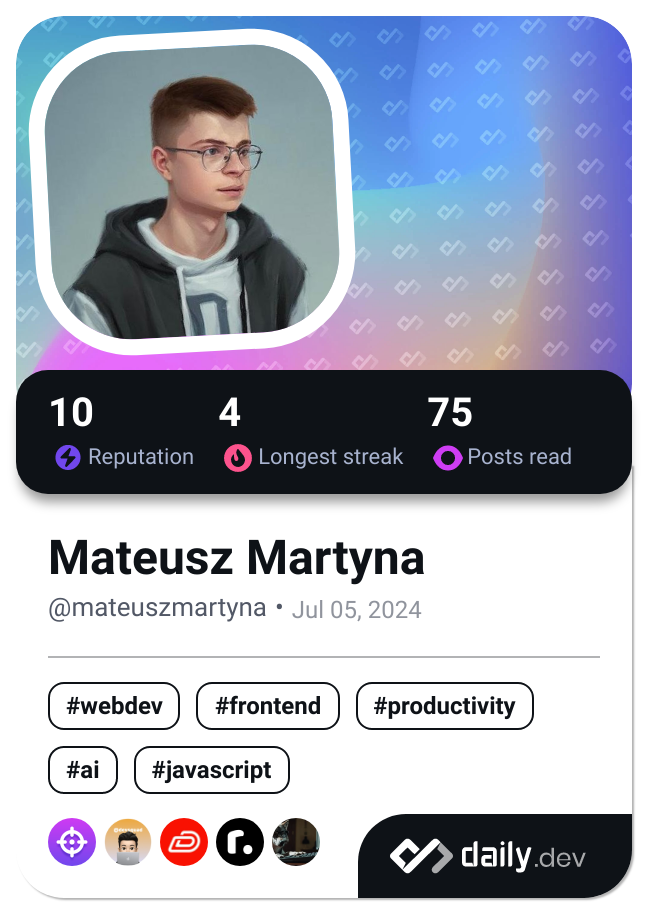 10 4 75
Reputation Longest streak Posts read
Mateusz Martyna
@mateuszmartyna • Jul 05, 2024
#webdev #frontend #productivity
#ai #javascript
daily.dev